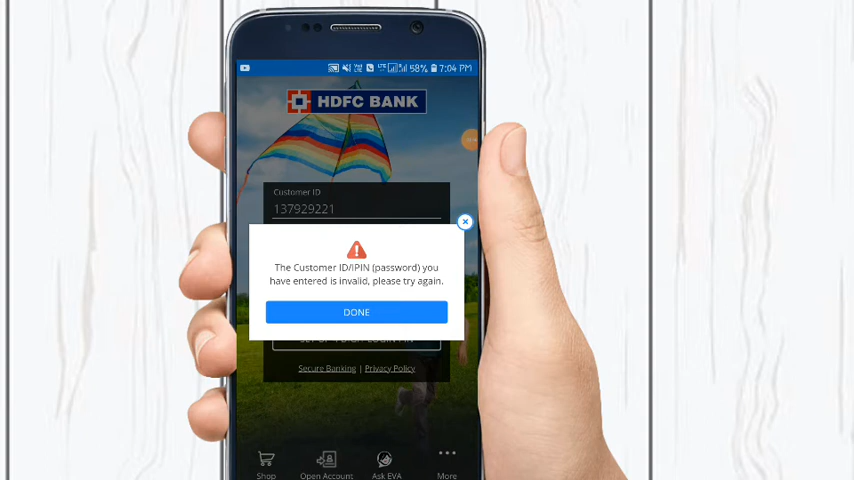 58% 7:04 PM
HDFC BANK
Customer ID
137929221
The Customer ID/IPIN (password) you
have entered is invalid, please try again.
DONE
Secure Banking | Privacy Policy
Shop Open Account Ask EVA More